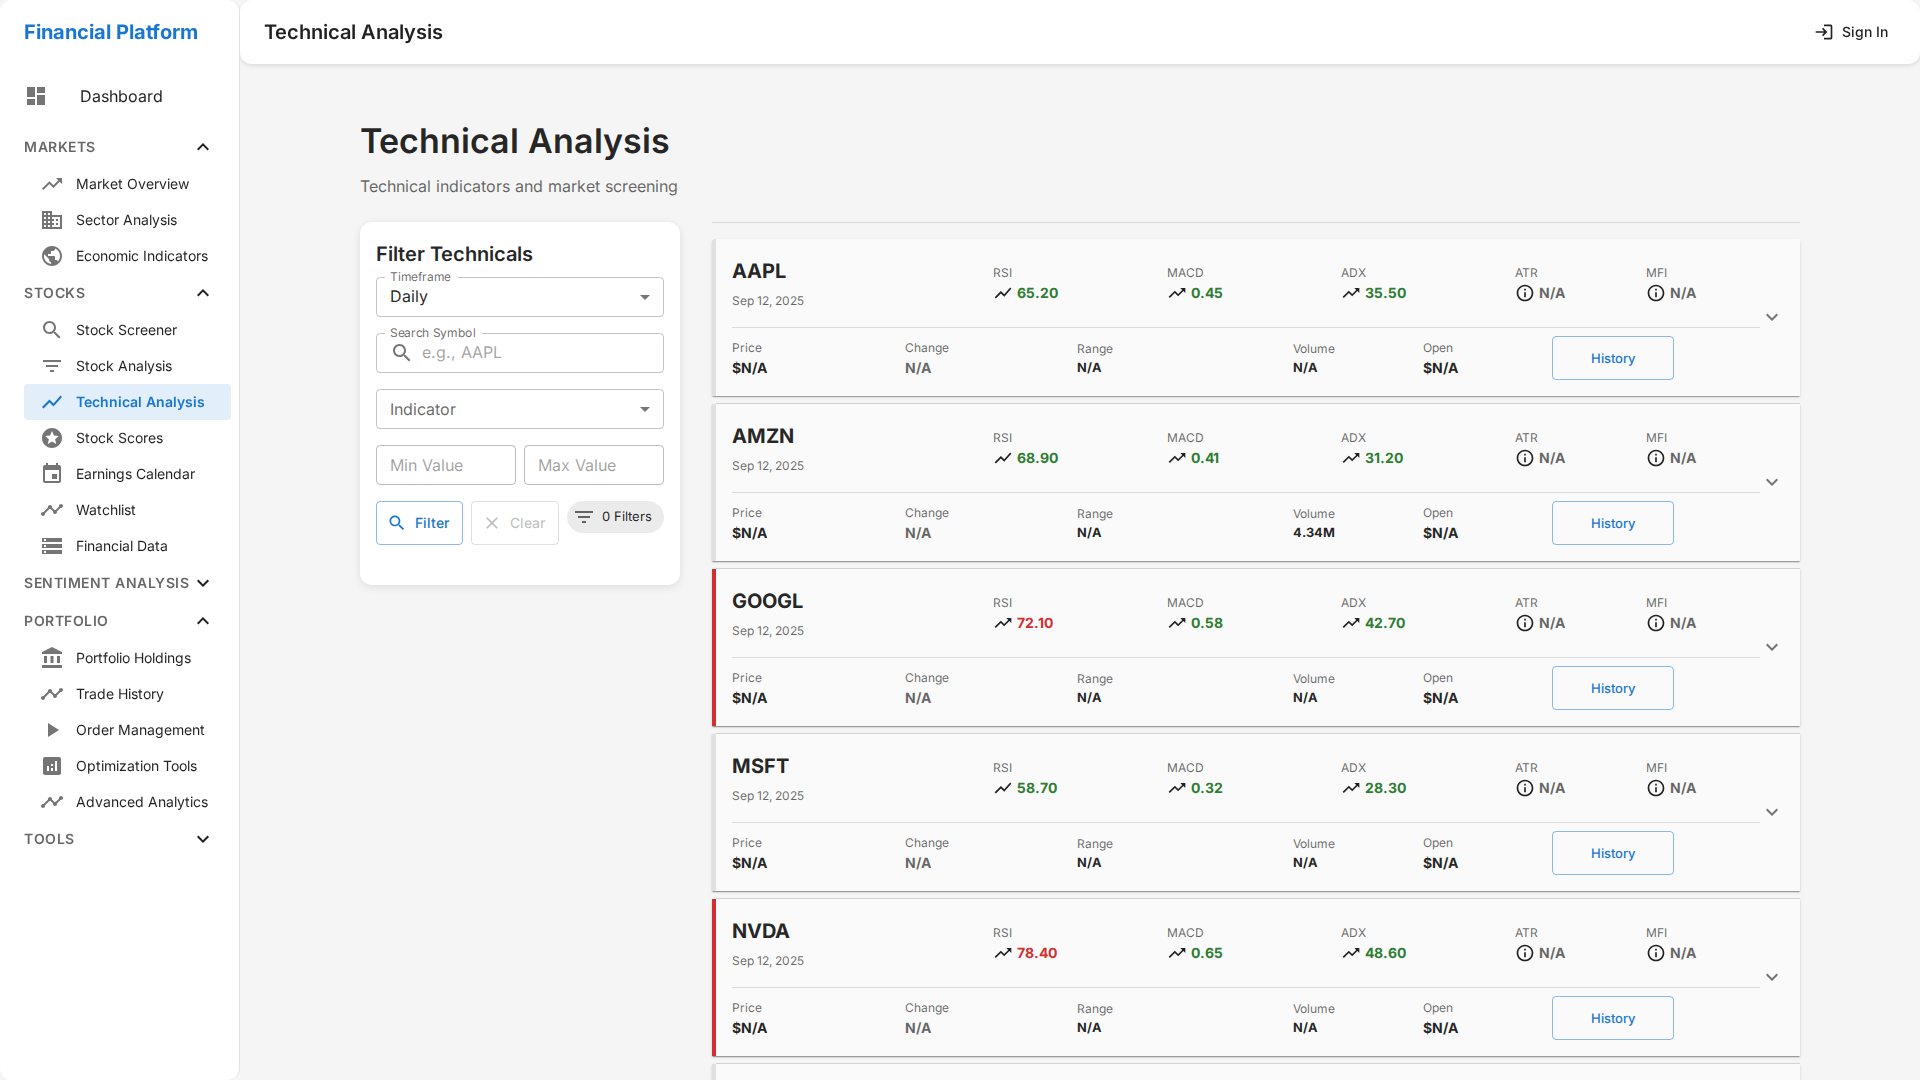 Financial Platform
Technical Analysis
Sign In
Dashboard
MARKETS
Market Overview
Sector Analysis
Economic Indicators
STOCKS
Stock Screener
Stock Analysis
Technical Analysis
Stock Scores
Earnings Calendar
Watchlist
Financial Data
SENTIMENT ANALYSIS
PORTFOLIO
Portfolio Holdings
Trade History
Order Management
Optimization Tools
Advanced Analytics
TOOLS
Technical Analysis
Technical indicators and market screening
Filter Technicals
Timeframe
Daily
Search Symbol
e.g., AAPL
Indicator
Min Value Max Value
Filter Clear 0 Filters
AAPL RSI MACD ADX ATR MFI
Sep 12, 2025 65.20 0.45 35.50 N/A N/A
Price Change Range Volume Open
$N/A N/A N/A N/A $N/A History
AMZN RSI MACD ADX ATR MFI
Sep 12, 2025 68.90 0.41 31.20 N/A N/A
Price Change Range Volume Open
$N/A N/A N/A 4.34M $N/A History
GOOGL RSI MACD ADX ATR MFI
Sep 12, 2025 72.10 0.58 42.70 N/A N/A
Price Change Range Volume Open
$N/A N/A N/A N/A $N/A History
MSFT RSI MACD ADX ATR MFI
Sep 12, 2025 58.70 0.32 28.30 N/A N/A
Price Change Range Volume Open
$N/A N/A N/A N/A $N/A History
NVDA RSI MACD ADX ATR MFI
Sep 12, 2025 78.40 0.65 48.60 N/A N/A
Price Change Range Volume Open
$N/A N/A N/A N/A $N/A History